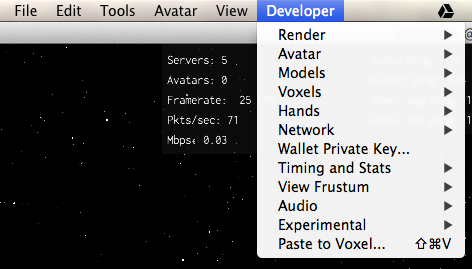 File Edit Tools Avatar View Developer
Servers: 5
Avatars: 0
Framerate: 25
Pkts/sec: 71
Mbps 0.03
Render
Avatar
Models
Voxels
Hands
Network
Wallet Private Key...
Timing and Stats
View Frustum
Audio
Experimental
Paste to Voxel... ⇧⌘V